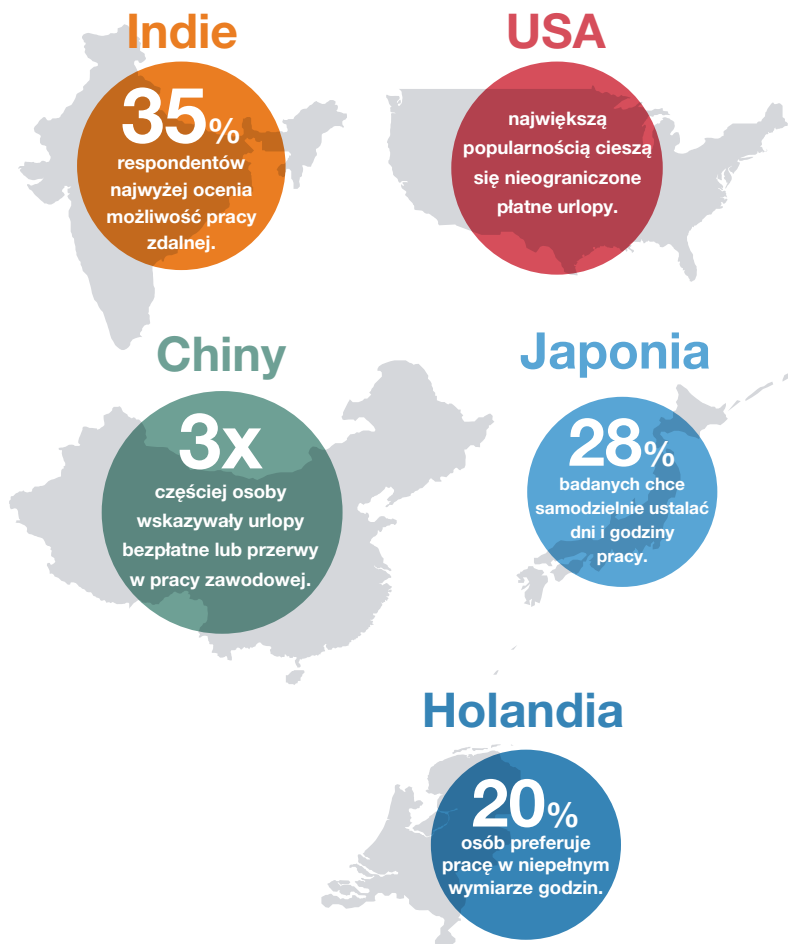 Indie
35%
respondentów
najwyżej ocenia
możliwość pracy
zdalnej.
USA
największą
popularnością cieszą
się nieograniczone
płatne urlopy.
Chiny
3x
częściej osoby
wskazywały urlopy
bezpłatne lub przerwy
w pracy zawodowej.
Japonia
28%
badanych chce
samodzielnie ustalać
dni i godziny
pracy.
Holandia
20%
osób preferuje
pracę w niepełnym
wymiarze godzin.